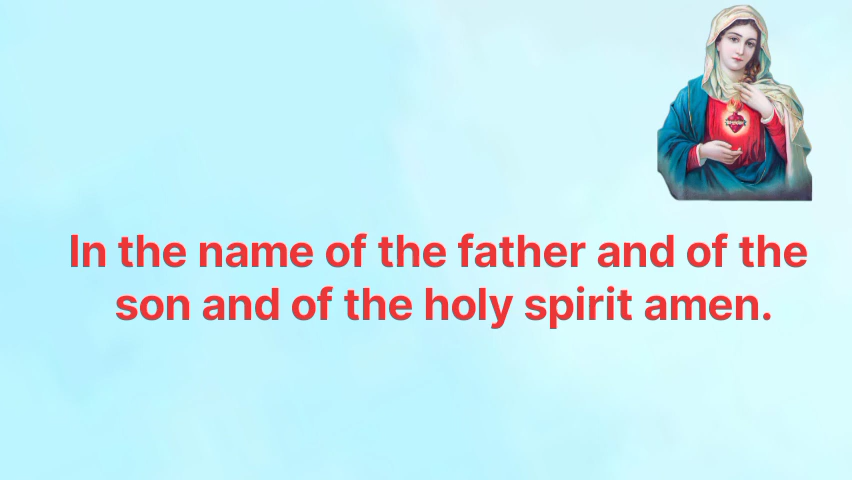 In the name of the father and of the
son and of the holy spirit amen.